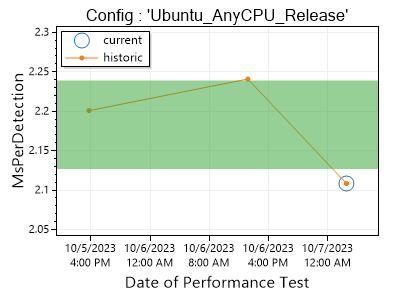 Config : 'Ubuntu_AnyCPU_Release'
current
historic
MsPerDetection
2.3
2.25
2.2
2.15
2.1
2.05
10/5/2023 10/6/2023 10/6/2023 10/6/2023 10/7/2023
4:00 PM 12:00 AM 8:00 AM 4:00 PM 12:00 AM
Date of Performance Test